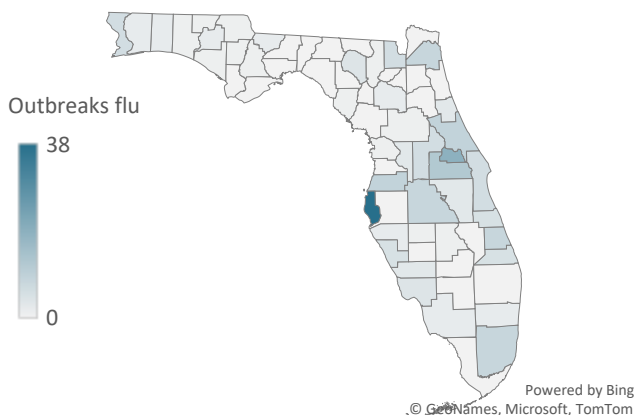 Outbreaks flu
38
0
Powered by Bing
© GeoNames, Microsoft, TomTom